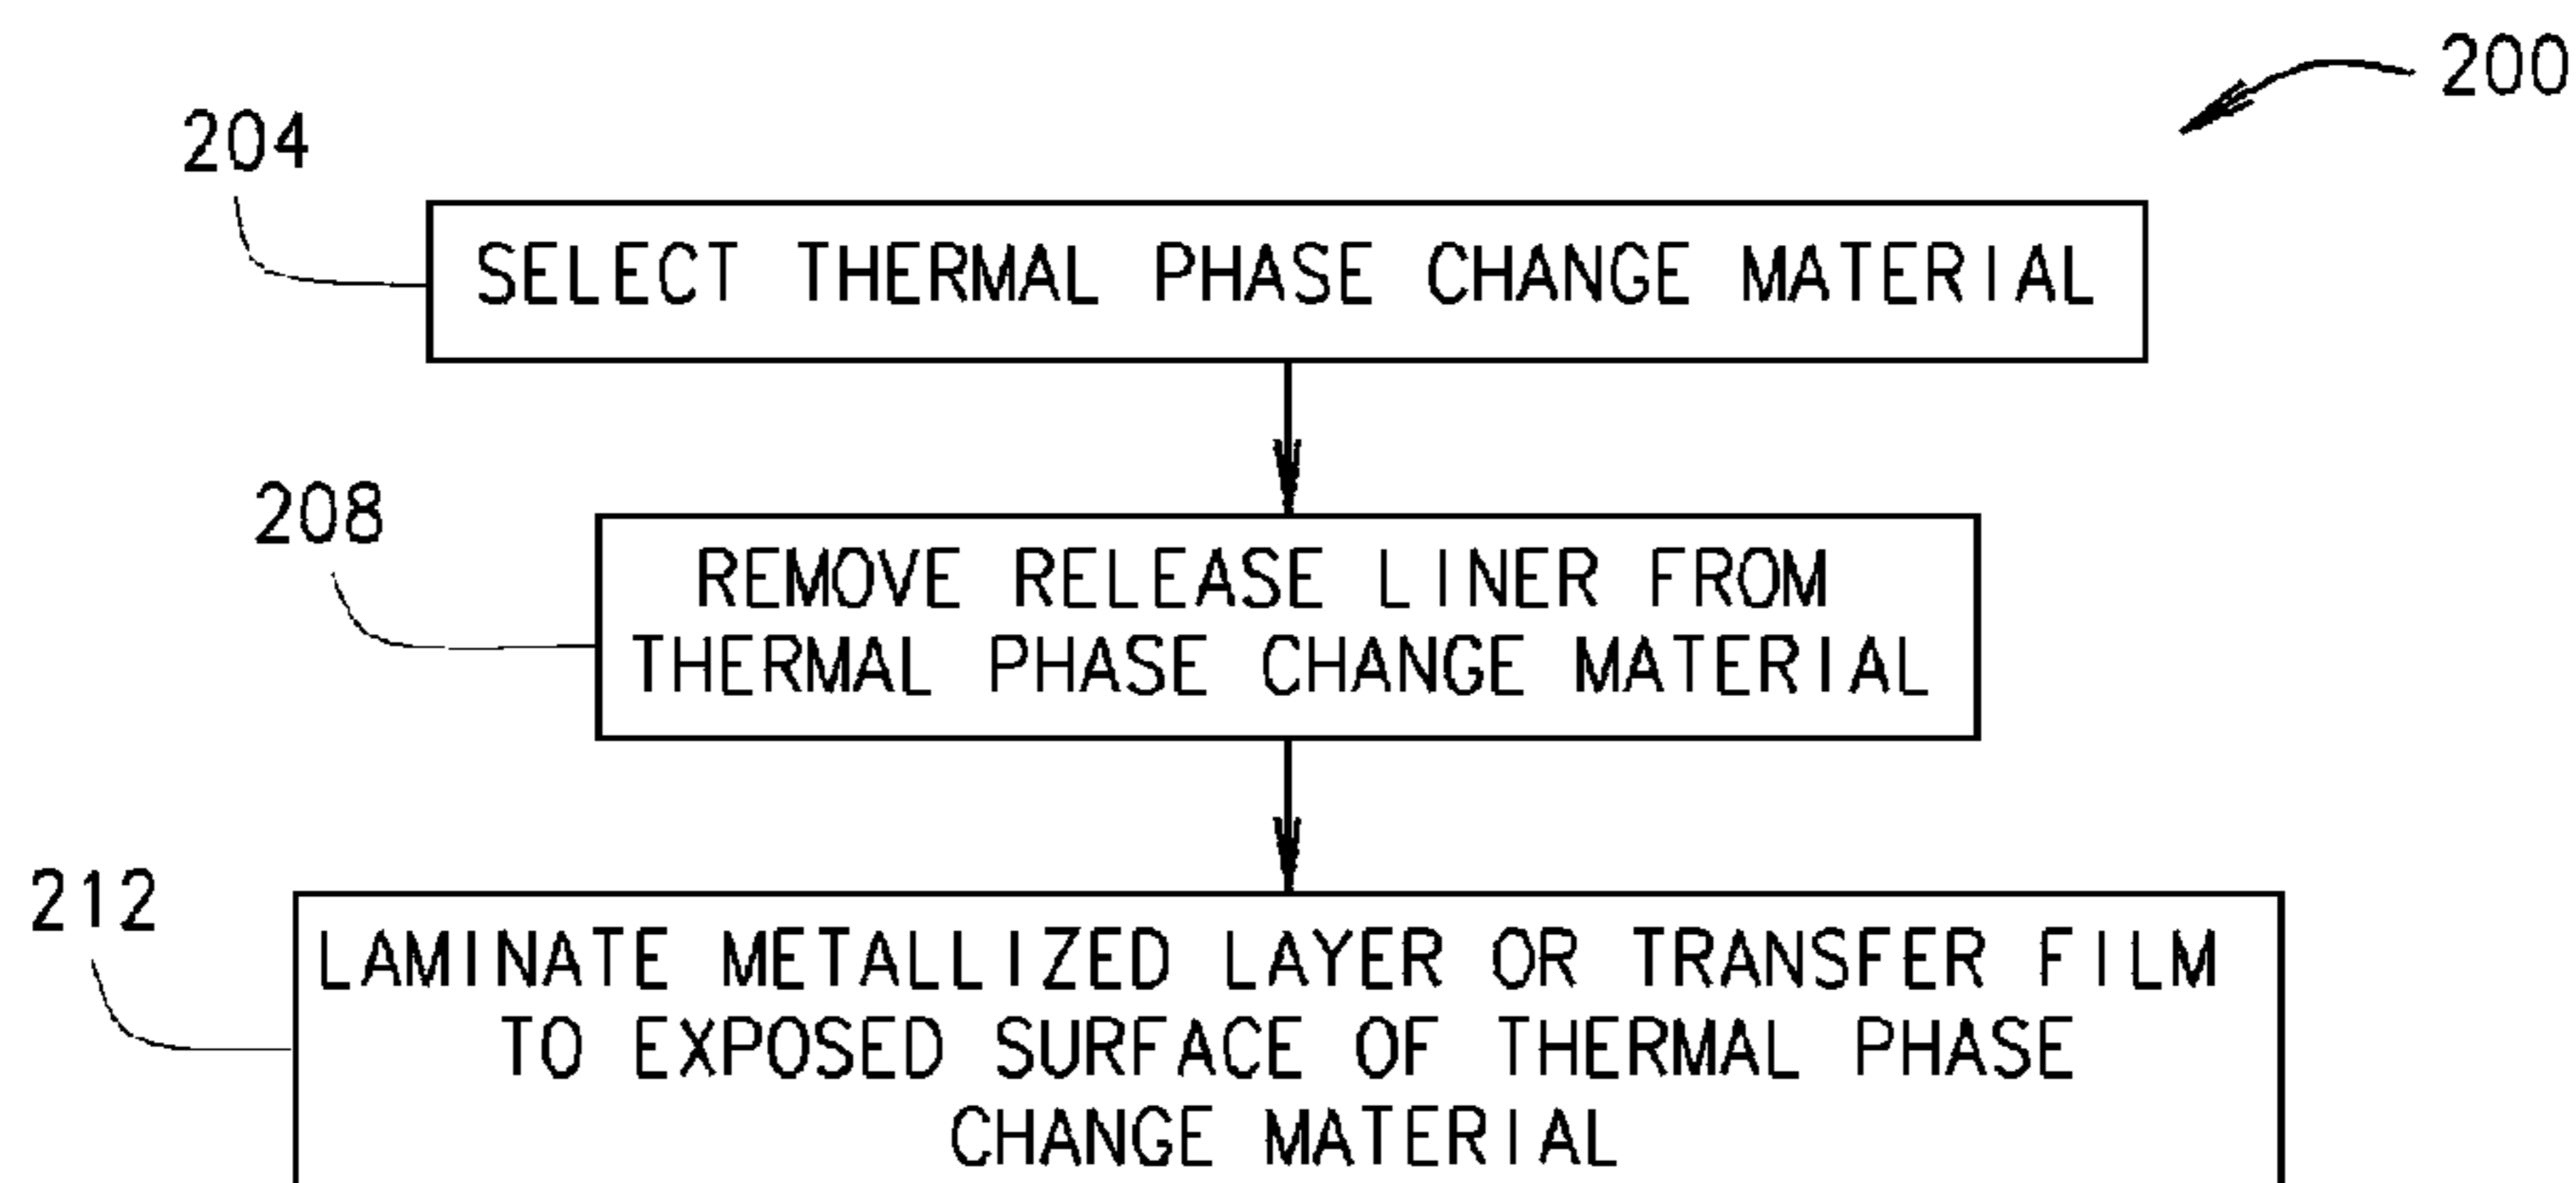 200
204
SELECT THERMAL PHASE CHANGE MATERIAL
208
REMOVE RELEASE LINER FROM
THERMAL PHASE CHANGE MATERIAL
212
LAMINATE METALLIZED LAYER OR TRANSFER FILM
TO EXPOSED SURFACE OF THERMAL PHASE
CHANGE MATERIAL